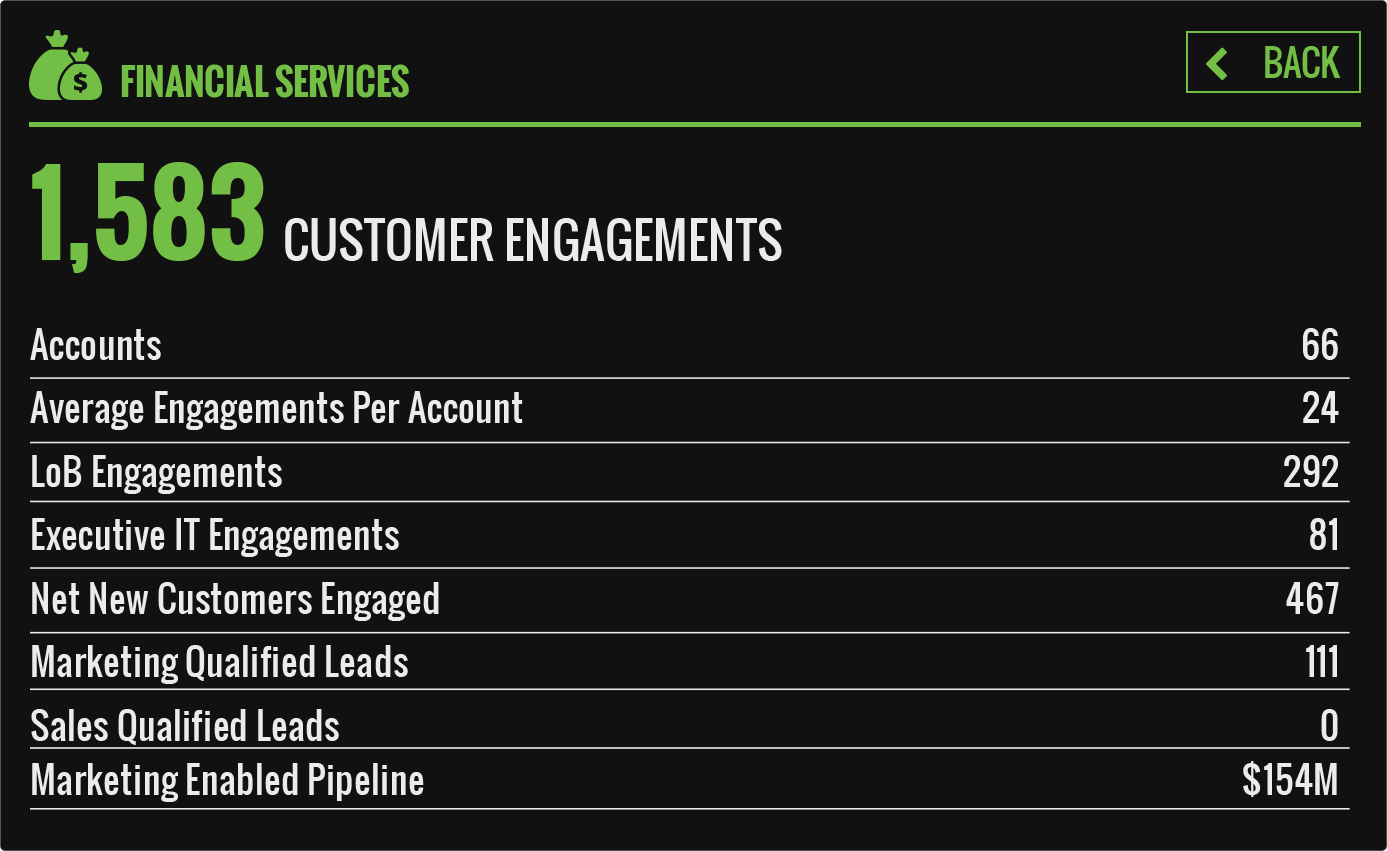 $
FINANCIAL SERVICES
BACK
1,583 CUSTOMER ENGAGEMENTS
Accounts 66
Average Engagements Per Account 24
LoB Engagements 292
Executive IT Engagements 81
Net New Customers Engaged 467
Marketing Qualified Leads 111
Sales Qualified Leads 0
Marketing Enabled Pipeline $154M